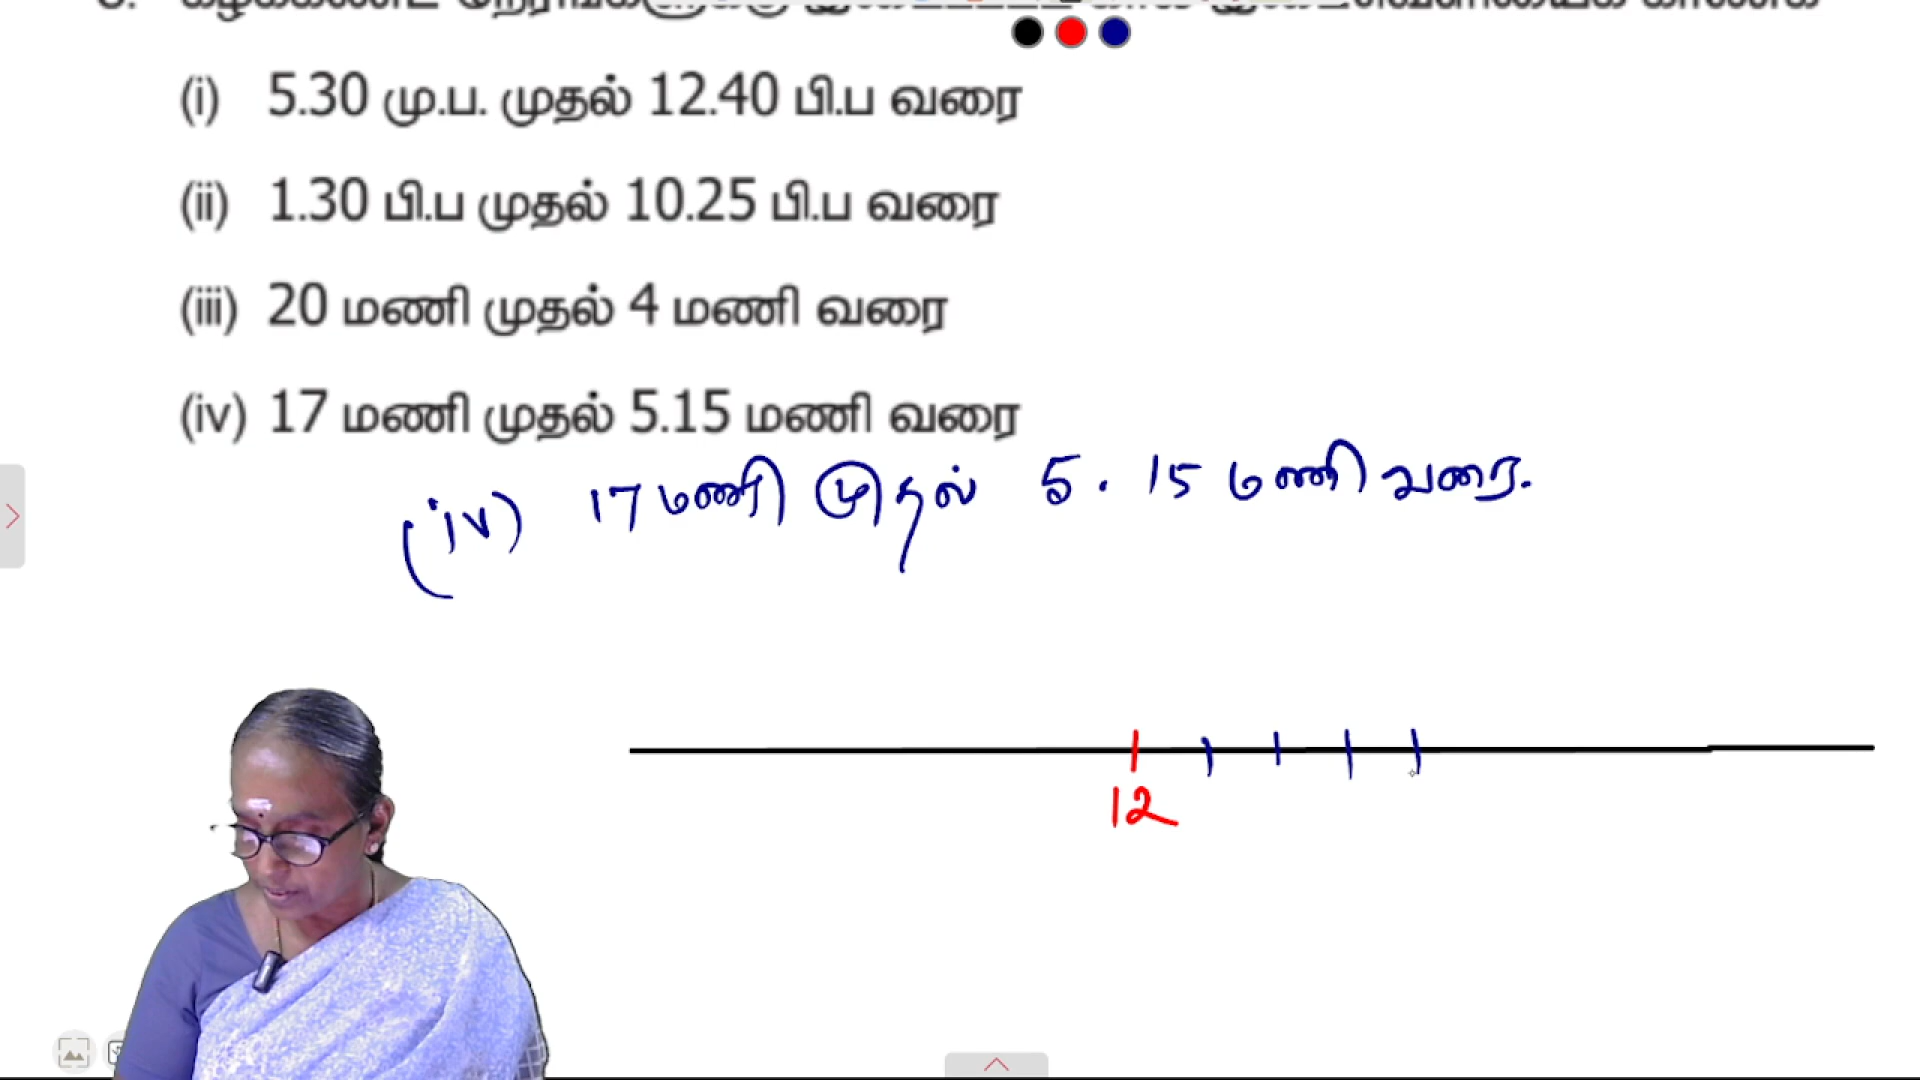 (i) 5.30 மு.ப. முதல் 12.40 பி.ப வரை
(ii) 1.30 பி.ப முதல் 10.25 பி.ப வரை
(iii) 20 மணி முதல் 4 மணி வரை
(iv) 17 மணி முதல் 5.15 மணி வரை
(iv) 17 மணி முதல் 5.15 மணி வரை.
12